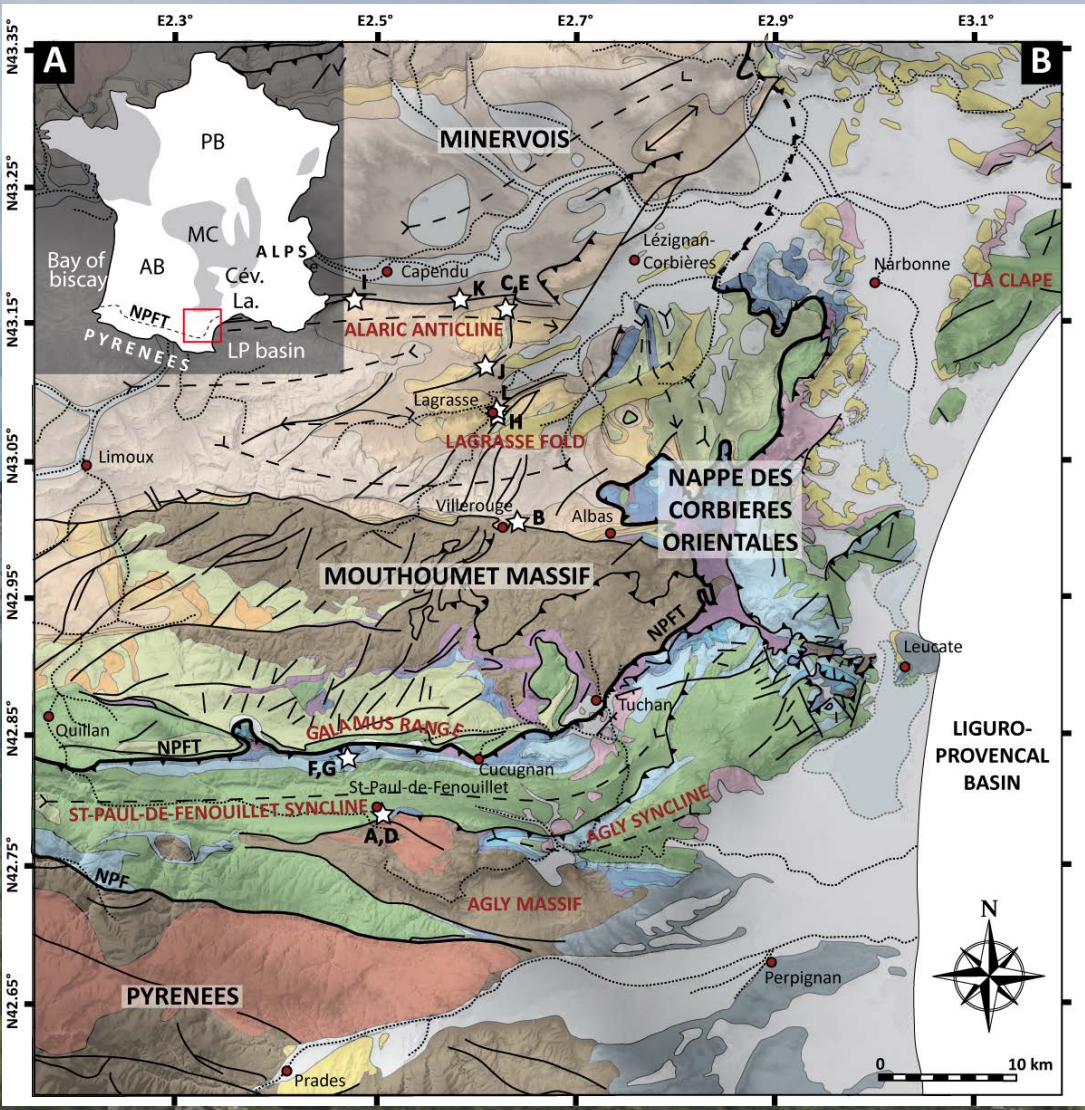 E2.3°
E2.5°
E2.7°
E2.9°
E3.1°
N43.35°
N43.25°
N43.15°
N43.05°
N42.95°
N42.85°
N42.75°
N42.65°
A
B
PB
MC
ALPS
AB
Cév.
La.
Bay of
biscay
NPFT
PYRENEES
LP basin
MINERVOIS
Lézignan-
Corbières
Narbonne
Capendu
LA CLAPE
I
K
C,E
ALARIC ANTICLINE
J
L
Lagrasse
H
LAGRASSE FOLD
Limoux
NAPPE DES
CORBIERES
ORIENTALES
Villerouge
B
Albas
MOUTHOUMET MASSIF
NPFT
Leucate
Tuchan
Quillan
GALAMUS RANGE
NPFT
LIGURO-
PROVENCAL
BASIN
F,G
Cucugnan
St-Paul-de-Fenouillet
ST-PAUL-DE-FENOUILLET SYNCLINE
A,D
AGLY SYNCLINE
NPF
AGLY MASSIF
N
PYRENEES
Perpignan
Prades
0
10 km